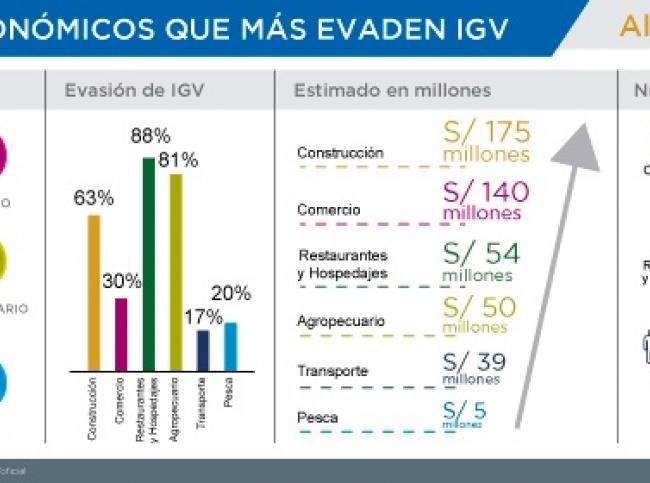 ONÓMICOS QUE MÁS EVADEN IGV
Al
Evasión de IGV
63%
30%
88%
81%
17%
20%
Construcción
Comercio
Restaurantes
y Hospedajes
Agropecuario
Transporte
Pesca
Estimado en millones
Construcción
S/ 175
millones
Comercio
S/ 140
millones
Restaurantes
y Hospedajes
S/ 54
millones
Agropecuario
S/ 50
millones
Transporte
S/ 39
millones
Pesca
S/ 5
millones
O
ARIO
oficial
C
R
y